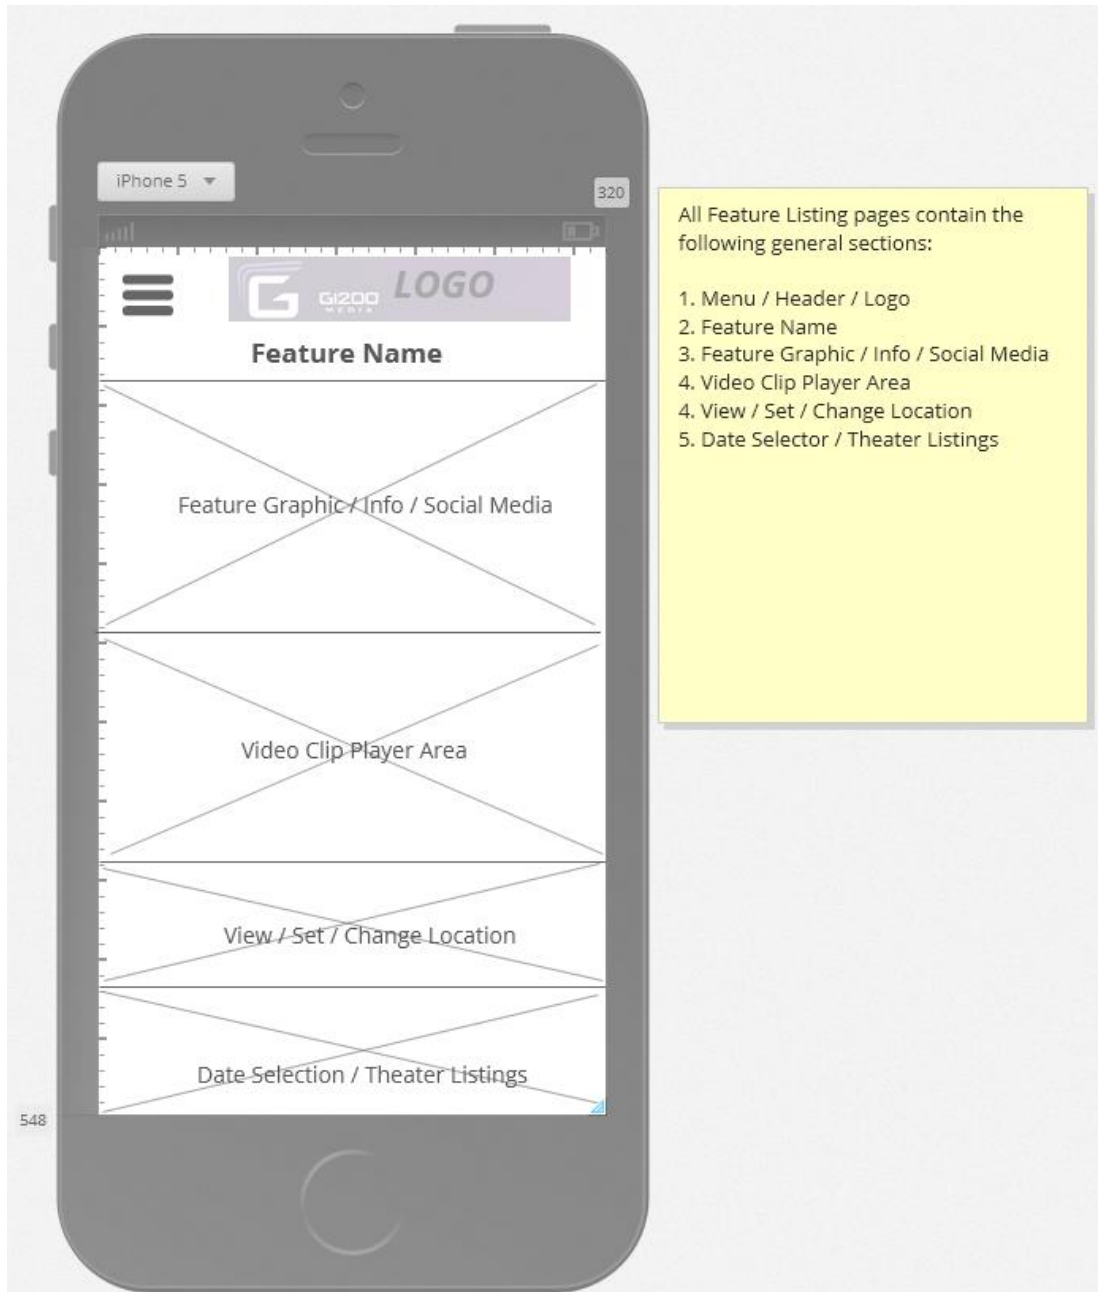 iPhone 5
320
LOGO
GI200
MEDIA
Feature Name
Feature Graphic / Info / Social Media
Video Clip Player Area
View / Set / Change Location
Date Selection / Theater Listings
548
All Feature Listing pages contain the
following general sections:
1. Menu / Header / Logo
2. Feature Name
3. Feature Graphic / Info / Social Media
4. Video Clip Player Area
4. View / Set / Change Location
5. Date Selector / Theater Listings